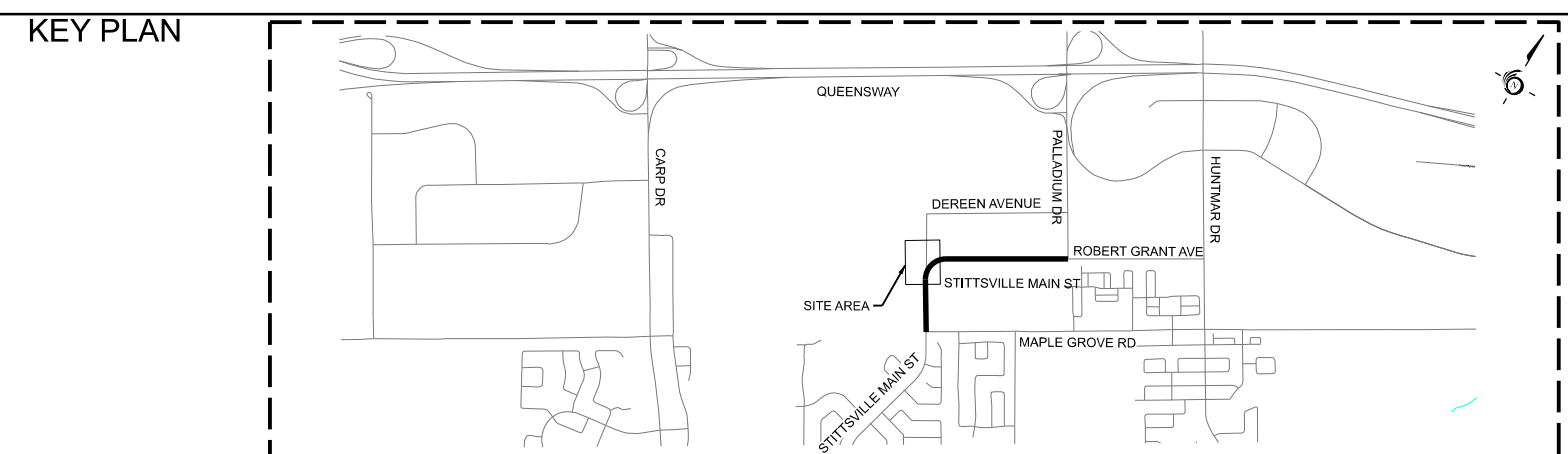 KEY PLAN
QUEENSWAY
CARP DR
PALLADIUM DR
HUNTMAR DR
DEREEN AVENUE
ROBERT GRANT AVE
STITTSVILLE MAIN ST
SITE AREA
MAPLE GROVE RD
STITTSVILLE MAIN ST
N